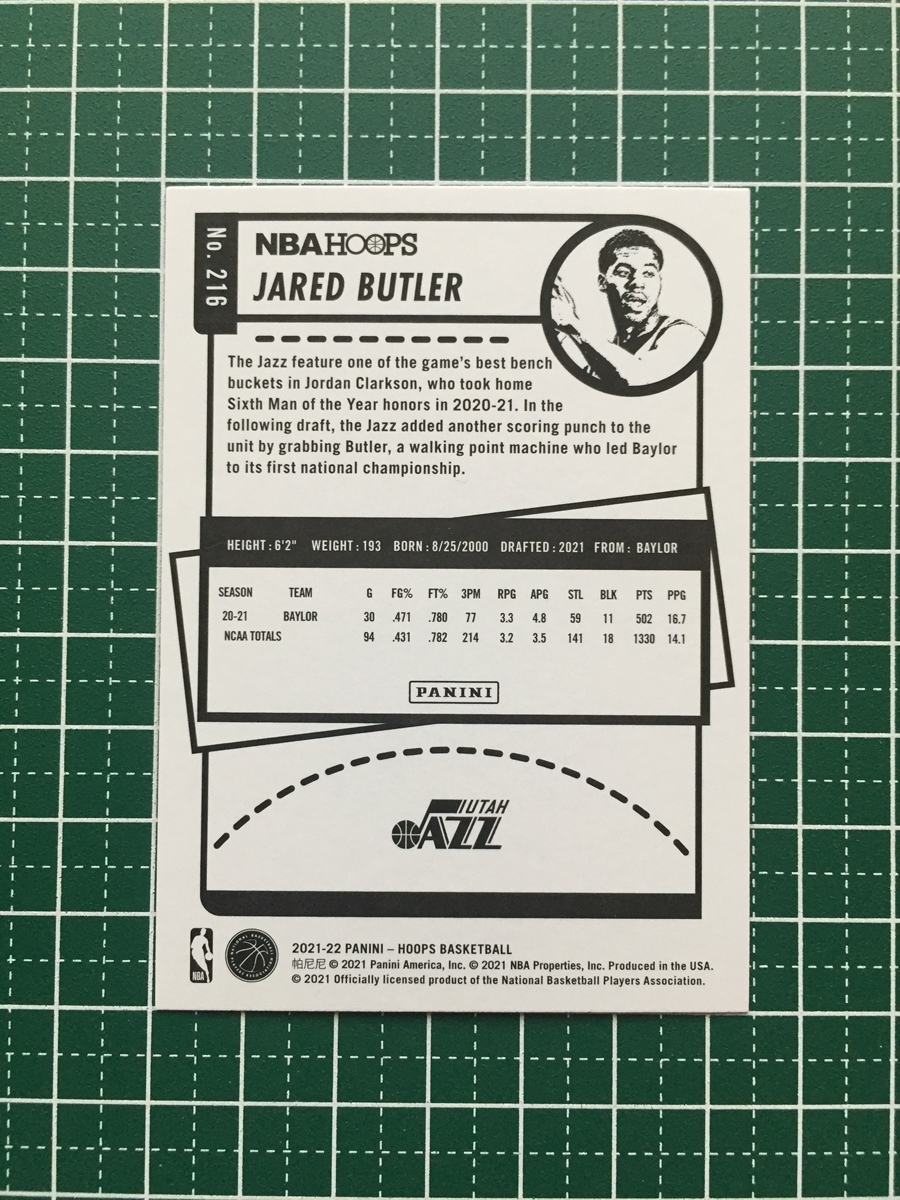 No. 216
NBA HOOPS
JARED BUTLER
The Jazz feature one of the game's best bench
buckets in Jordan Clarkson, who took home
Sixth Man of the Year honors in 2020-21. In the
following draft, the Jazz added another scoring punch to the
unit by grabbing Butler, a walking point machine who led Baylor
to its first national championship.
HEIGHT: 6'2" WEIGHT: 193 BORN: 8/25/2000 DRAFTED: 2021 FROM: BAYLOR
SEASON TEAM G FG% FT% 3PM RPG APG STL BLK PTS PPG
20-21 BAYLOR 30 .471 .780 77 3.3 4.8 59 11 502 16.7
NCAA TOTALS 94 .431 .782 214 3.2 3.5 141 18 1330 14.1
PANINI
UTAH
JAZZ
NBA
NATIONAL BASKETBALL PLAYERS ASSOCIATION
2021-22 PANINI – HOOPS BASKETBALL
帕尼尼 © 2021 Panini America, Inc. © 2021 NBA Properties, Inc. Produced in the USA.
© 2021 Officially licensed product of the National Basketball Players Association.